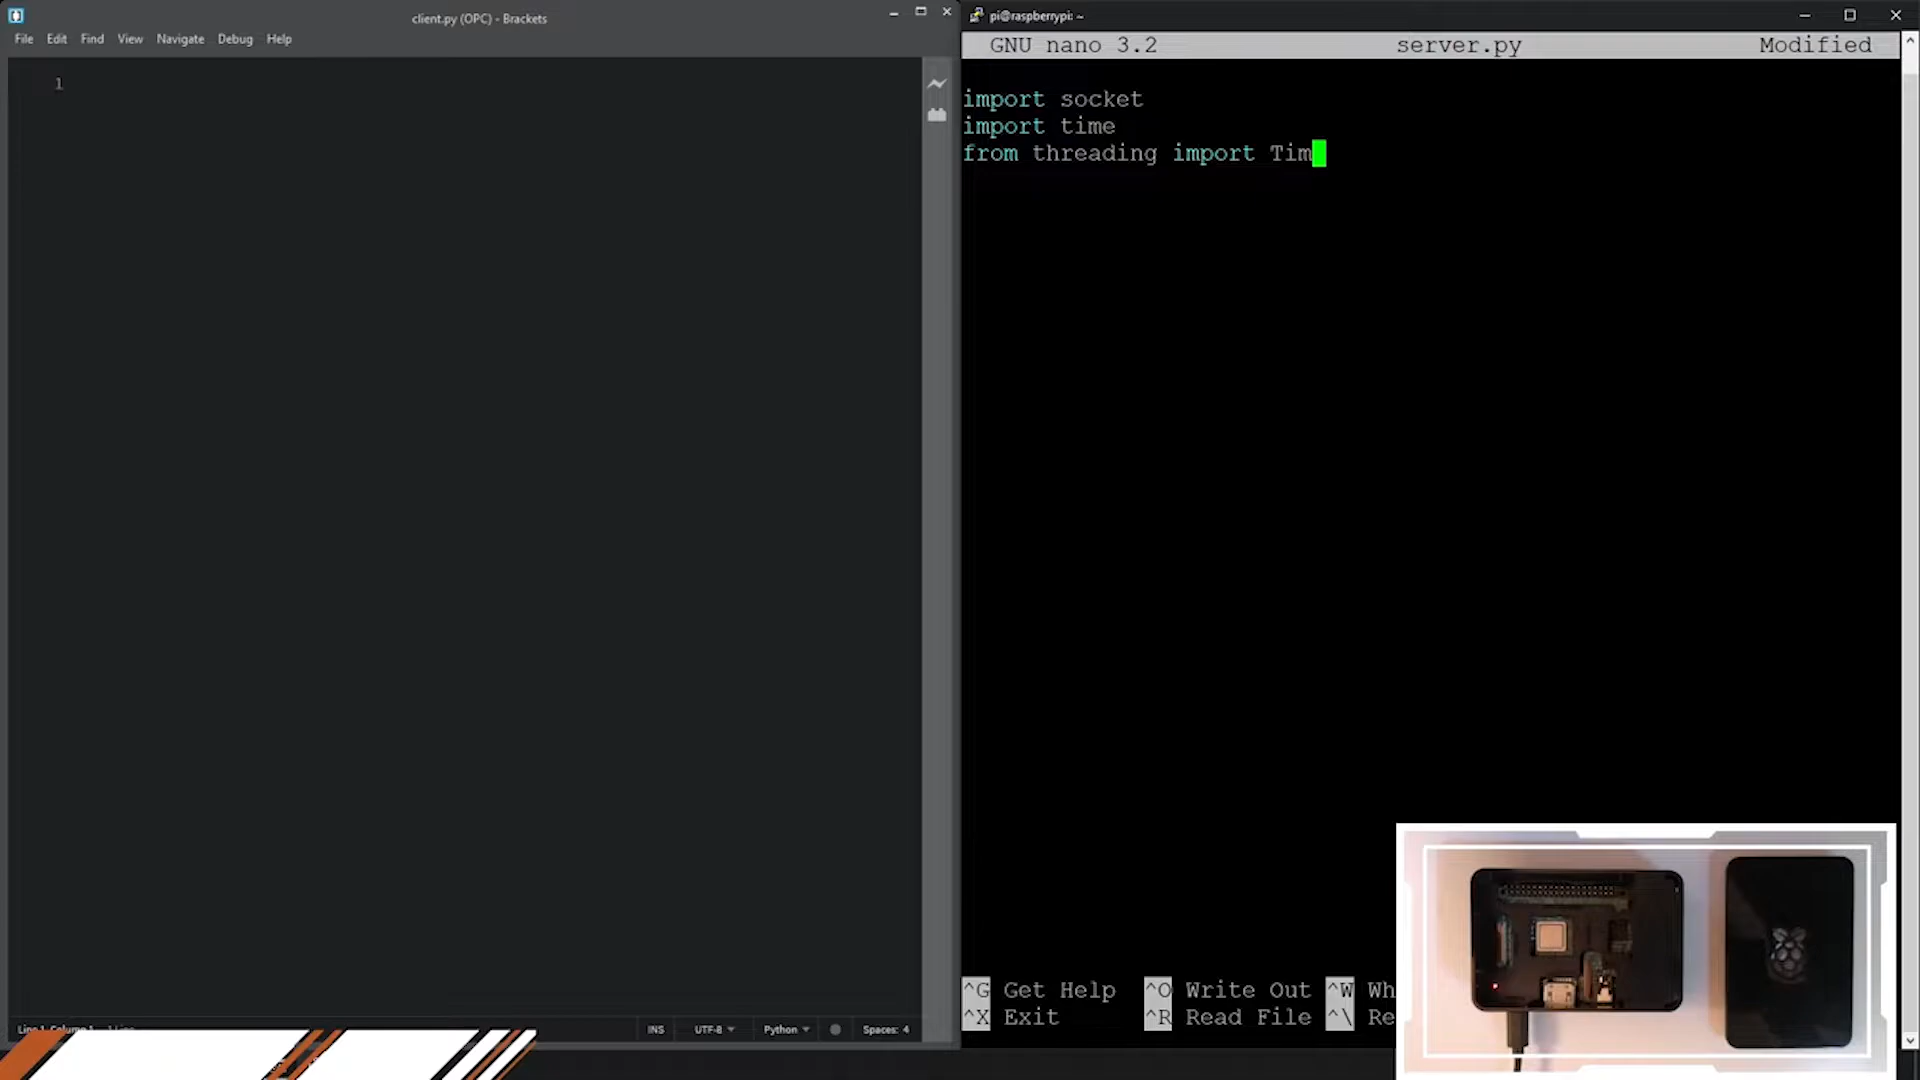 client.py (OPC) - Brackets
File Edit Find View Navigate Debug Help
1
INS UTF-8 Python Spaces: 4
pi@raspberrypi: ~
GNU nano 3.2 server.py Modified
import socket
import time
from threading import Tim
^G Get Help ^O Write Out ^W Wh
^X Exit ^R Read File ^\ Re